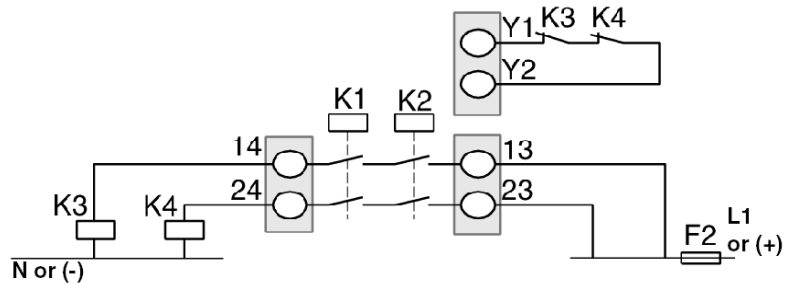 Y1 K3 K4
Y2
K1 K2
14 13
24 23
K3 K4
F2 L1
or (+)
N or (-)